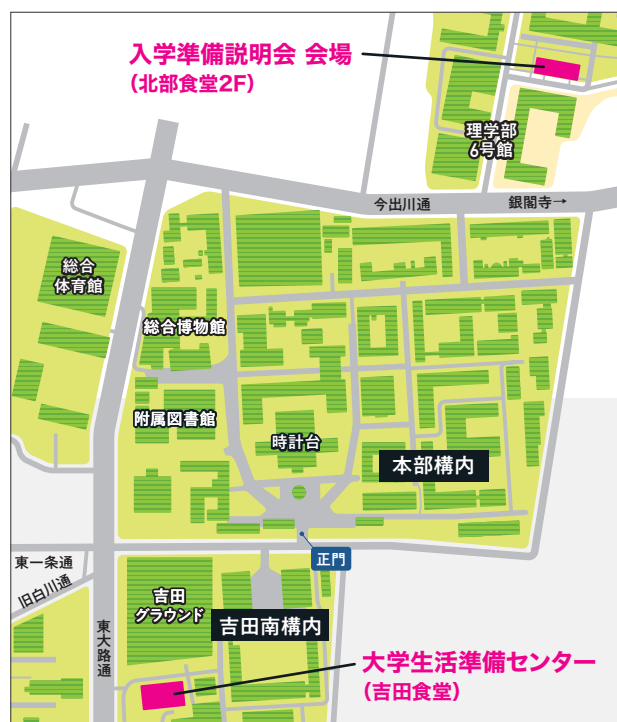 入学準備説明会 会場
（北部食堂2F）
理学部
6号館
今出川通
銀閣寺→
総合
体育館
総合博物館
附属図書館
時計台
本部構内
正門
東一条通
旧白川通
東大路通
吉田
グラウンド
吉田南構内
大学生活準備センター
（吉田食堂）